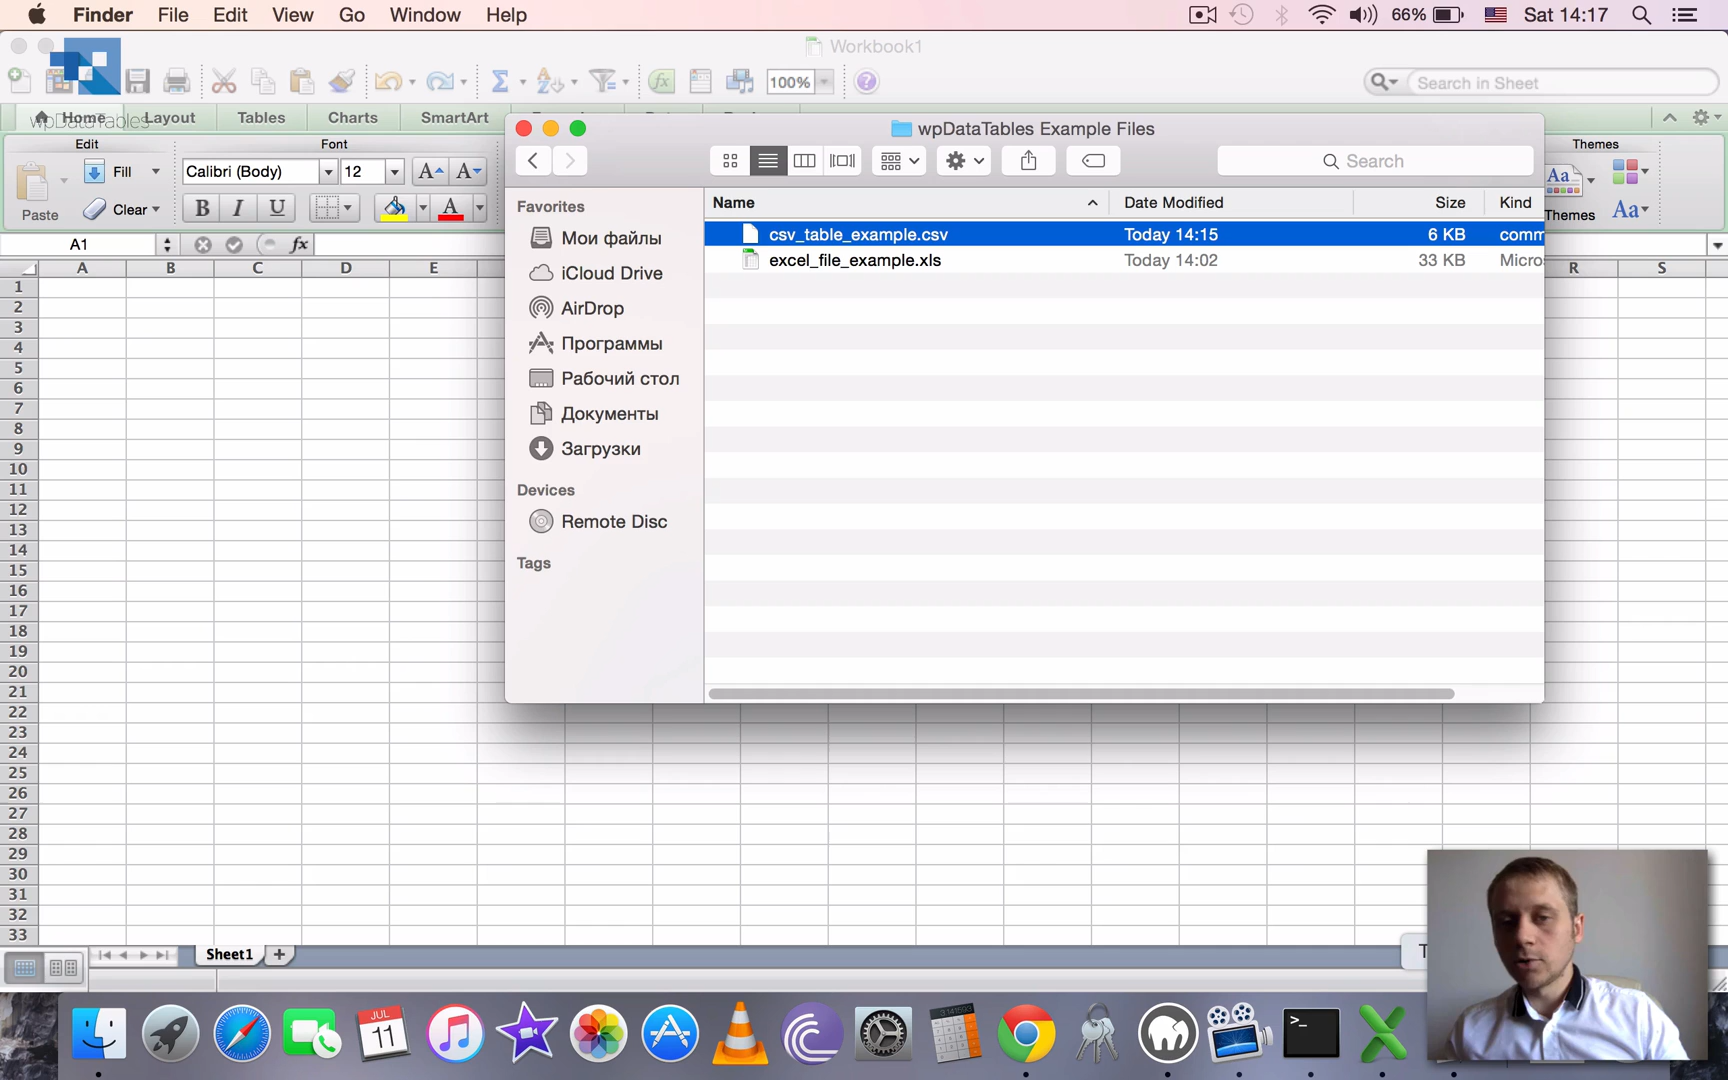 Finder File Edit View Go Window Help 66% Sat 14:17
Workbook1
100% Search in Sheet
wpDataTables
Home Layout Tables Charts SmartArt
Edit Font Themes
Fill Calibri (Body) 12 A A
Paste Clear B I U A Aa Themes Aa
A1 fx
A B C D E R S
1
2
3
4
5
6
7
8
9
10
11
12
13
14
15
16
17
18
19
20
21
22
23
24
25
26
27
28
29
30
31
32
33
wpDataTables Example Files
Search
Favorites
Мои файлы
iCloud Drive
AirDrop
Программы
Рабочий стол
Документы
Загрузки
Devices
Remote Disc
Tags
Name Date Modified Size Kind
csv_table_example.csv Today 14:15 6 KB comm
excel_file_example.xls Today 14:02 33 KB Micro
Sheet1
JUL
11